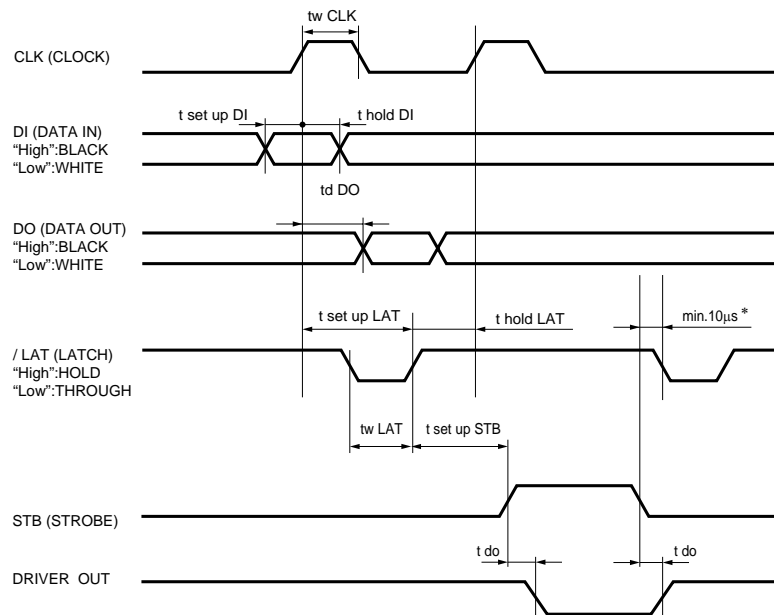 tw CLK
CLK (CLOCK)
t set up DI
t hold DI
DI (DATA IN)
“High”:BLACK
“Low”:WHITE
td DO
DO (DATA OUT)
“High”:BLACK
“Low”:WHITE
t set up LAT
t hold LAT
min.10µs *
/ LAT (LATCH)
“High”:HOLD
“Low”:THROUGH
tw LAT
t set up STB
STB (STROBE)
t do
t do
DRIVER OUT